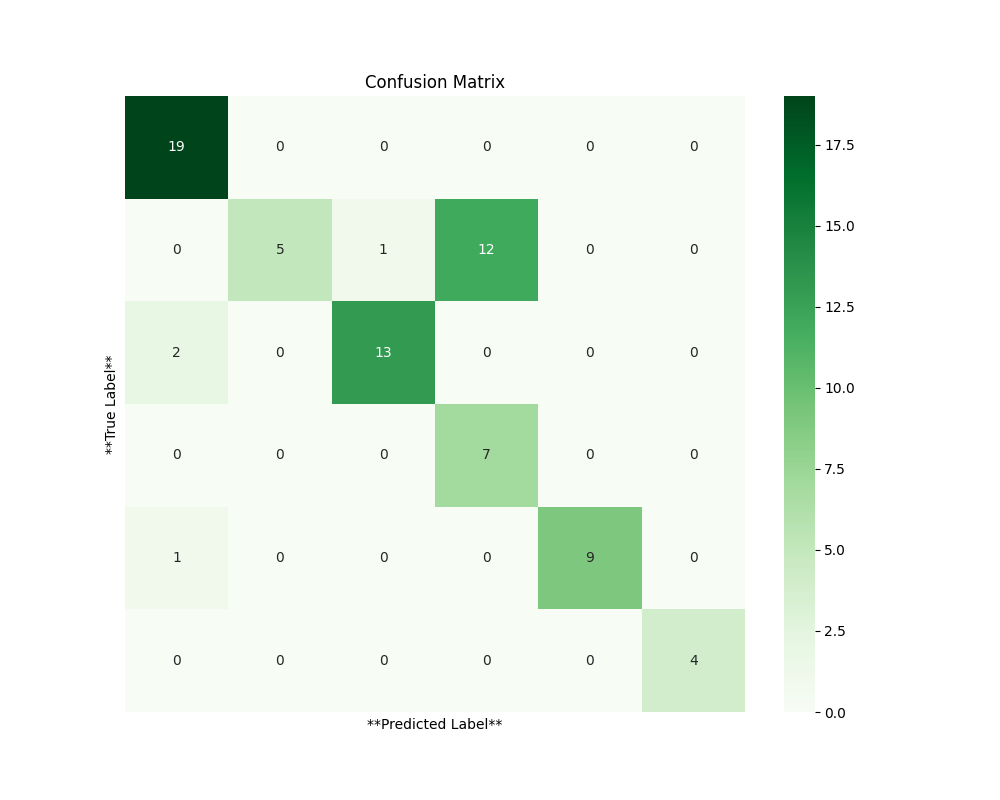 Confusion Matrix
19 0 0 0 0 0
0 5 1 12 0 0
2 0 13 0 0 0
0 0 0 7 0 0
1 0 0 0 9 0
0 0 0 0 0 4
**True Label**
**Predicted Label**
17.5
15.0
12.5
10.0
7.5
5.0
2.5
0.0